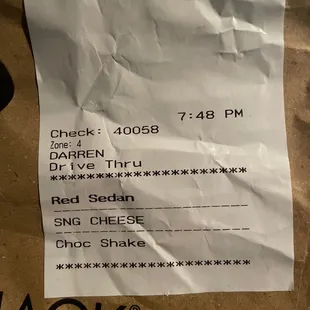 7:48 PM
Check: 40058
Zone: 4
DARREN
Drive Thru
*********************
Red Sedan
SNG CHEESE
Choc Shake
*********************